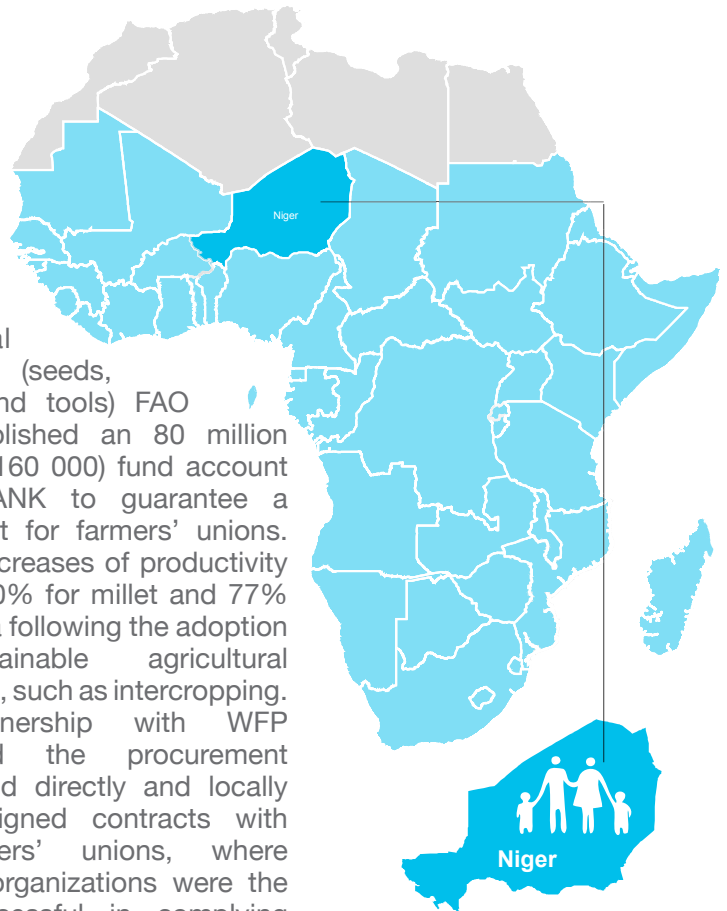 Niger
al
(seeds,
nd tools) FAO
blished an 80 million
160 000) fund account
ANK to guarantee a
t for farmers' unions.
creases of productivity
0% for millet and 77%
following the adoption
ainable agricultural
, such as intercropping.
nership with WFP
d the procurement
d directly and locally
igned contracts with
ers' unions, where
organizations were the
Niger